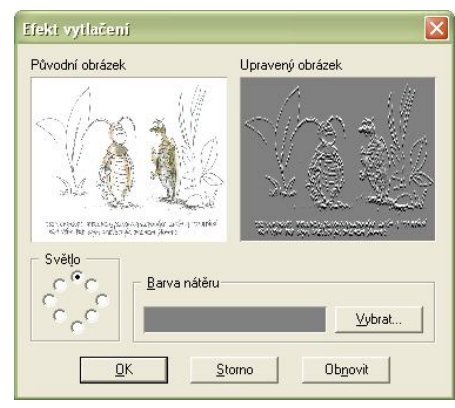 Efekt vytlačení
Původní obrázek
Upravený obrázek
Světlo
Barva nátěru
Vybrat...
OK
Storno
Obnovit